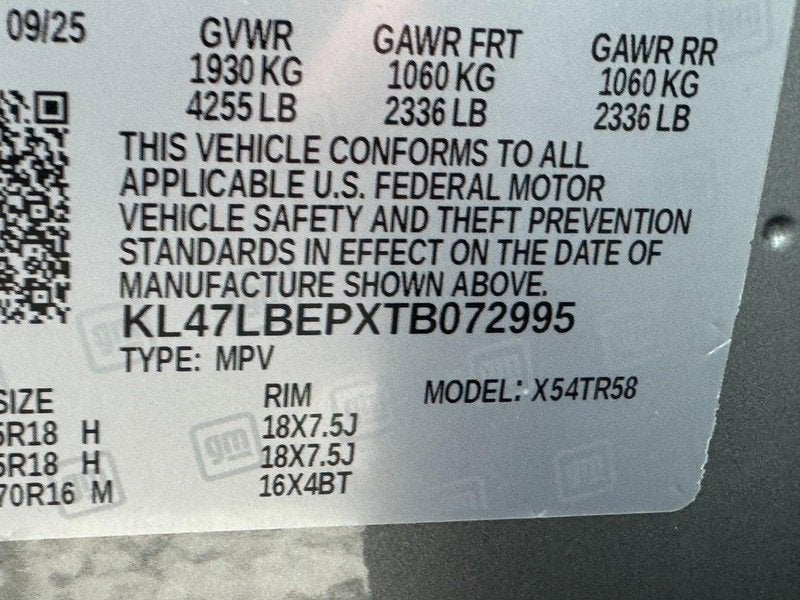 09/25 GVWR GAWR FRT GAWR RR
1930 KG 1060 KG 1060 KG
4255 LB 2336 LB 2336 LB
THIS VEHICLE CONFORMS TO ALL
APPLICABLE U.S. FEDERAL MOTOR
VEHICLE SAFETY AND THEFT PREVENTION
STANDARDS IN EFFECT ON THE DATE OF
MANUFACTURE SHOWN ABOVE.
KL47LBEPXTB072995
TYPE: MPV
SIZE RIM MODEL: X54TR58
5R18 H 18X7.5J
5R18 H 18X7.5J
70R16 M 16X4BT
gm